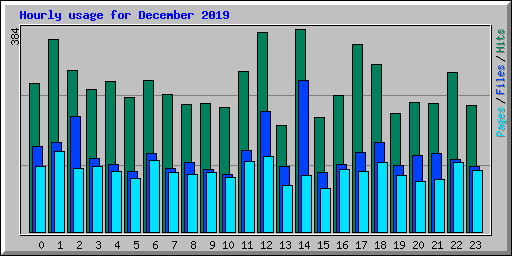 Hourly usage for December 2019
384
Pages / Files / Hits
0 1 2 3 4 5 6 7 8 9 10 11 12 13 14 15 16 17 18 19 20 21 22 23